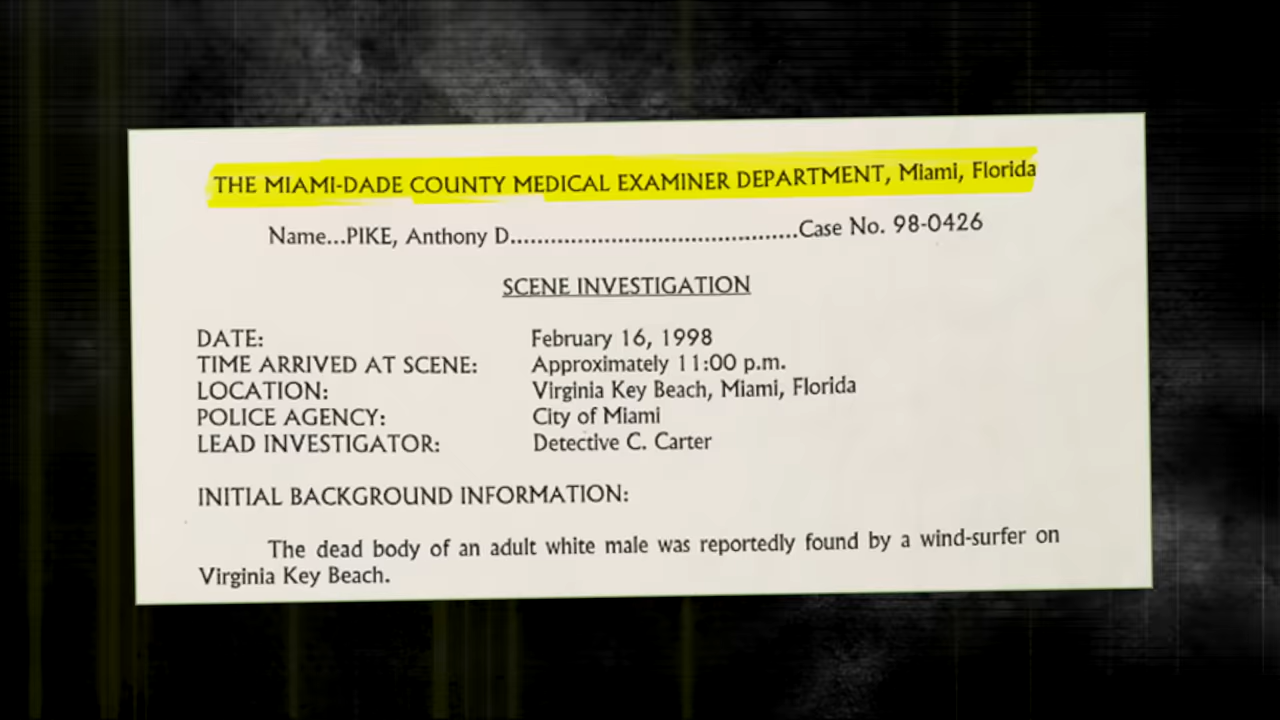 THE MIAMI-DADE COUNTY MEDICAL EXAMINER DEPARTMENT, Miami, Florida
Name...PIKE, Anthony D..........................................Case No. 98-0426
SCENE INVESTIGATION
DATE: February 16, 1998
TIME ARRIVED AT SCENE: Approximately 11:00 p.m.
LOCATION: Virginia Key Beach, Miami, Florida
POLICE AGENCY: City of Miami
LEAD INVESTIGATOR: Detective C. Carter
INITIAL BACKGROUND INFORMATION:
The dead body of an adult white male was reportedly found by a wind-surfer on
Virginia Key Beach.